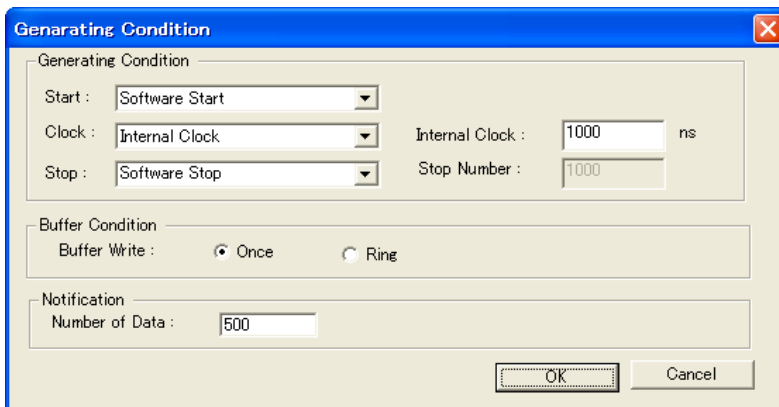 Genarating Condition
Generating Condition
Start : Software Start
Clock : Internal Clock Internal Clock : 1000 ns
Stop : Software Stop Stop Number : 1000
Buffer Condition
Buffer Write : Once Ring
Notification
Number of Data : 500
OK Cancel